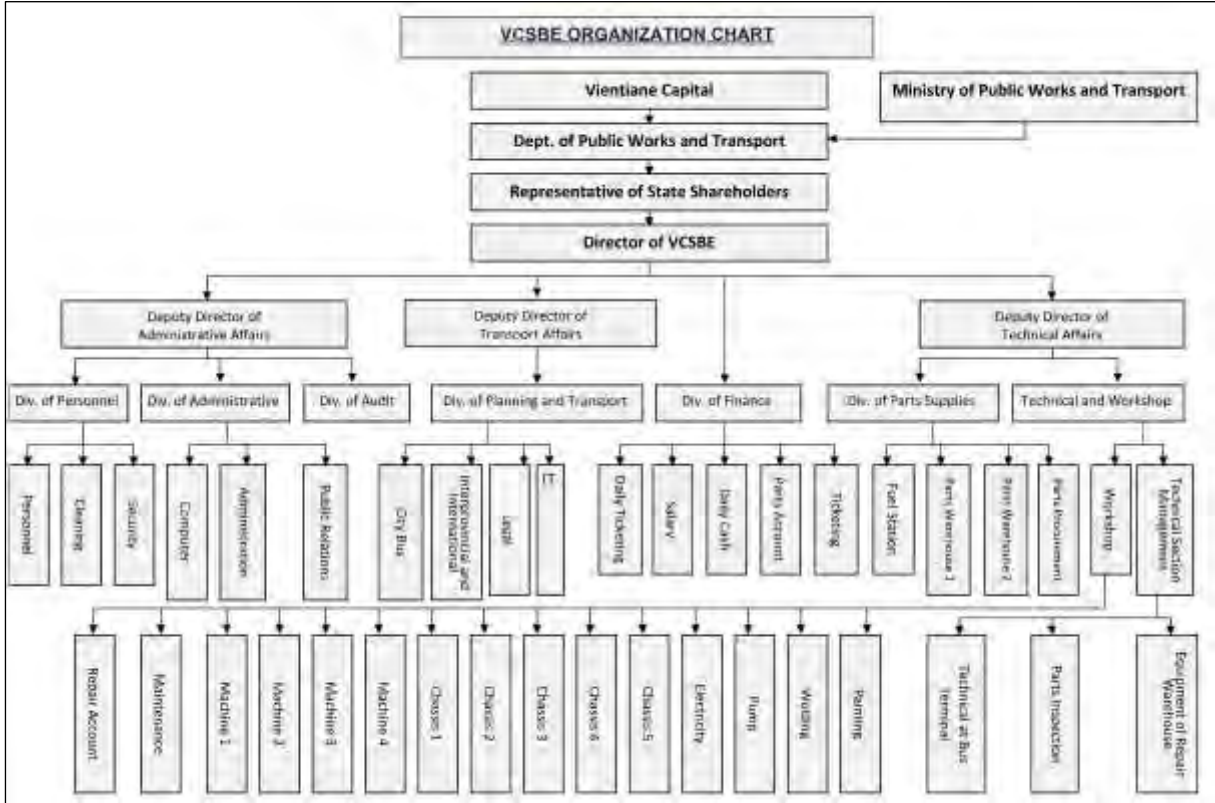 VCSBE ORGANIZATION CHART
Vientiane Capital
Ministry of Public Works and Transport
Dept. of Public Works and Transport
Representative of State Shareholders
Director of VCSBE
Deputy Director of
Administrative Affairs
Deputy Director of
Transport Affairs
Deputy Director of
Technical Affairs
Div. of Personnel
Div. of Administrative
Div. of Audit
Div. of Planning and Transport
Div. of Finance
Div. of Parts Supplies
Technical and Workshop
Personnel
Cleaning
Security
Computer
Administration
Public Relations
City Bus
Interprovincial and
International
Legal
IT
Daily Ticketing
Salary
Daily Cash
Parts Account
Ticketing
Fuel Station
Parts Warehouse 1
Parts Warehouse 2
Parts Procurement
Workshop
Technical Section
Management
Repair Account
Maintenance
Machine 1
Machine 2
Machine 3
Machine 4
Chassis 1
Chassis 2
Chassis 3
Chassis 6
Chassis 5
Electricity
Pump
Welding
Painting
Technical at Bus
Terminal
Parts Inspection
Equipment of Repair
Warehouse